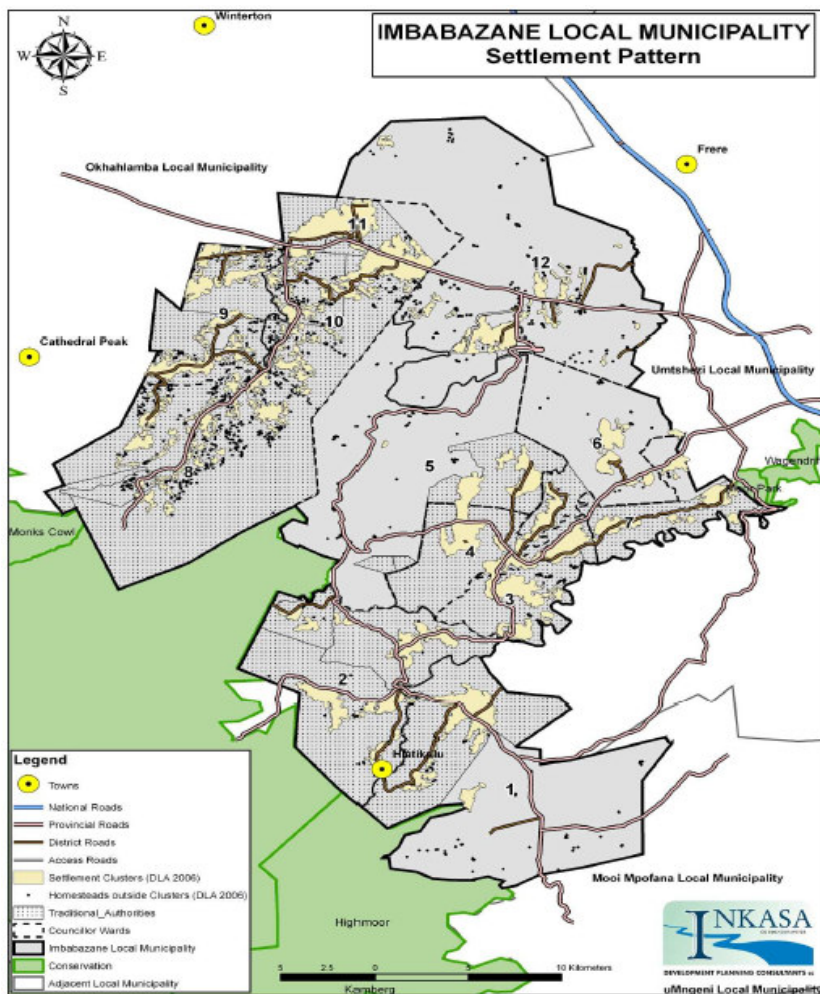 IMBABAZANE LOCAL MUNICIPALITY
Settlement Pattern
Winterton
N
W E
S
Frere
Okhahlamba Local Municipality
11
12
9
10
Cathedral Peak
Umtshezi Local Municipality
6
5
8
Park
Monks Cowl
7
4
3
2
1
Mooi Mpofana Local Municipality
Highmoor
Kamberg
Legend
Towns
National Roads
Provincial Roads
District Roads
Access Roads
Settlement Clusters (DLA 2006)
Homesteads outside Clusters (DLA 2006)
Traditional_Authorities
Councillor Wards
Imbabazane Local Municipality
Conservation
Adjacent Local Municipality
5 2.5 0 5 10 Kilometers
INKASA
DEVELOPMENT PLANNING CONSULTANTS cc
uMngeni Local Municipality